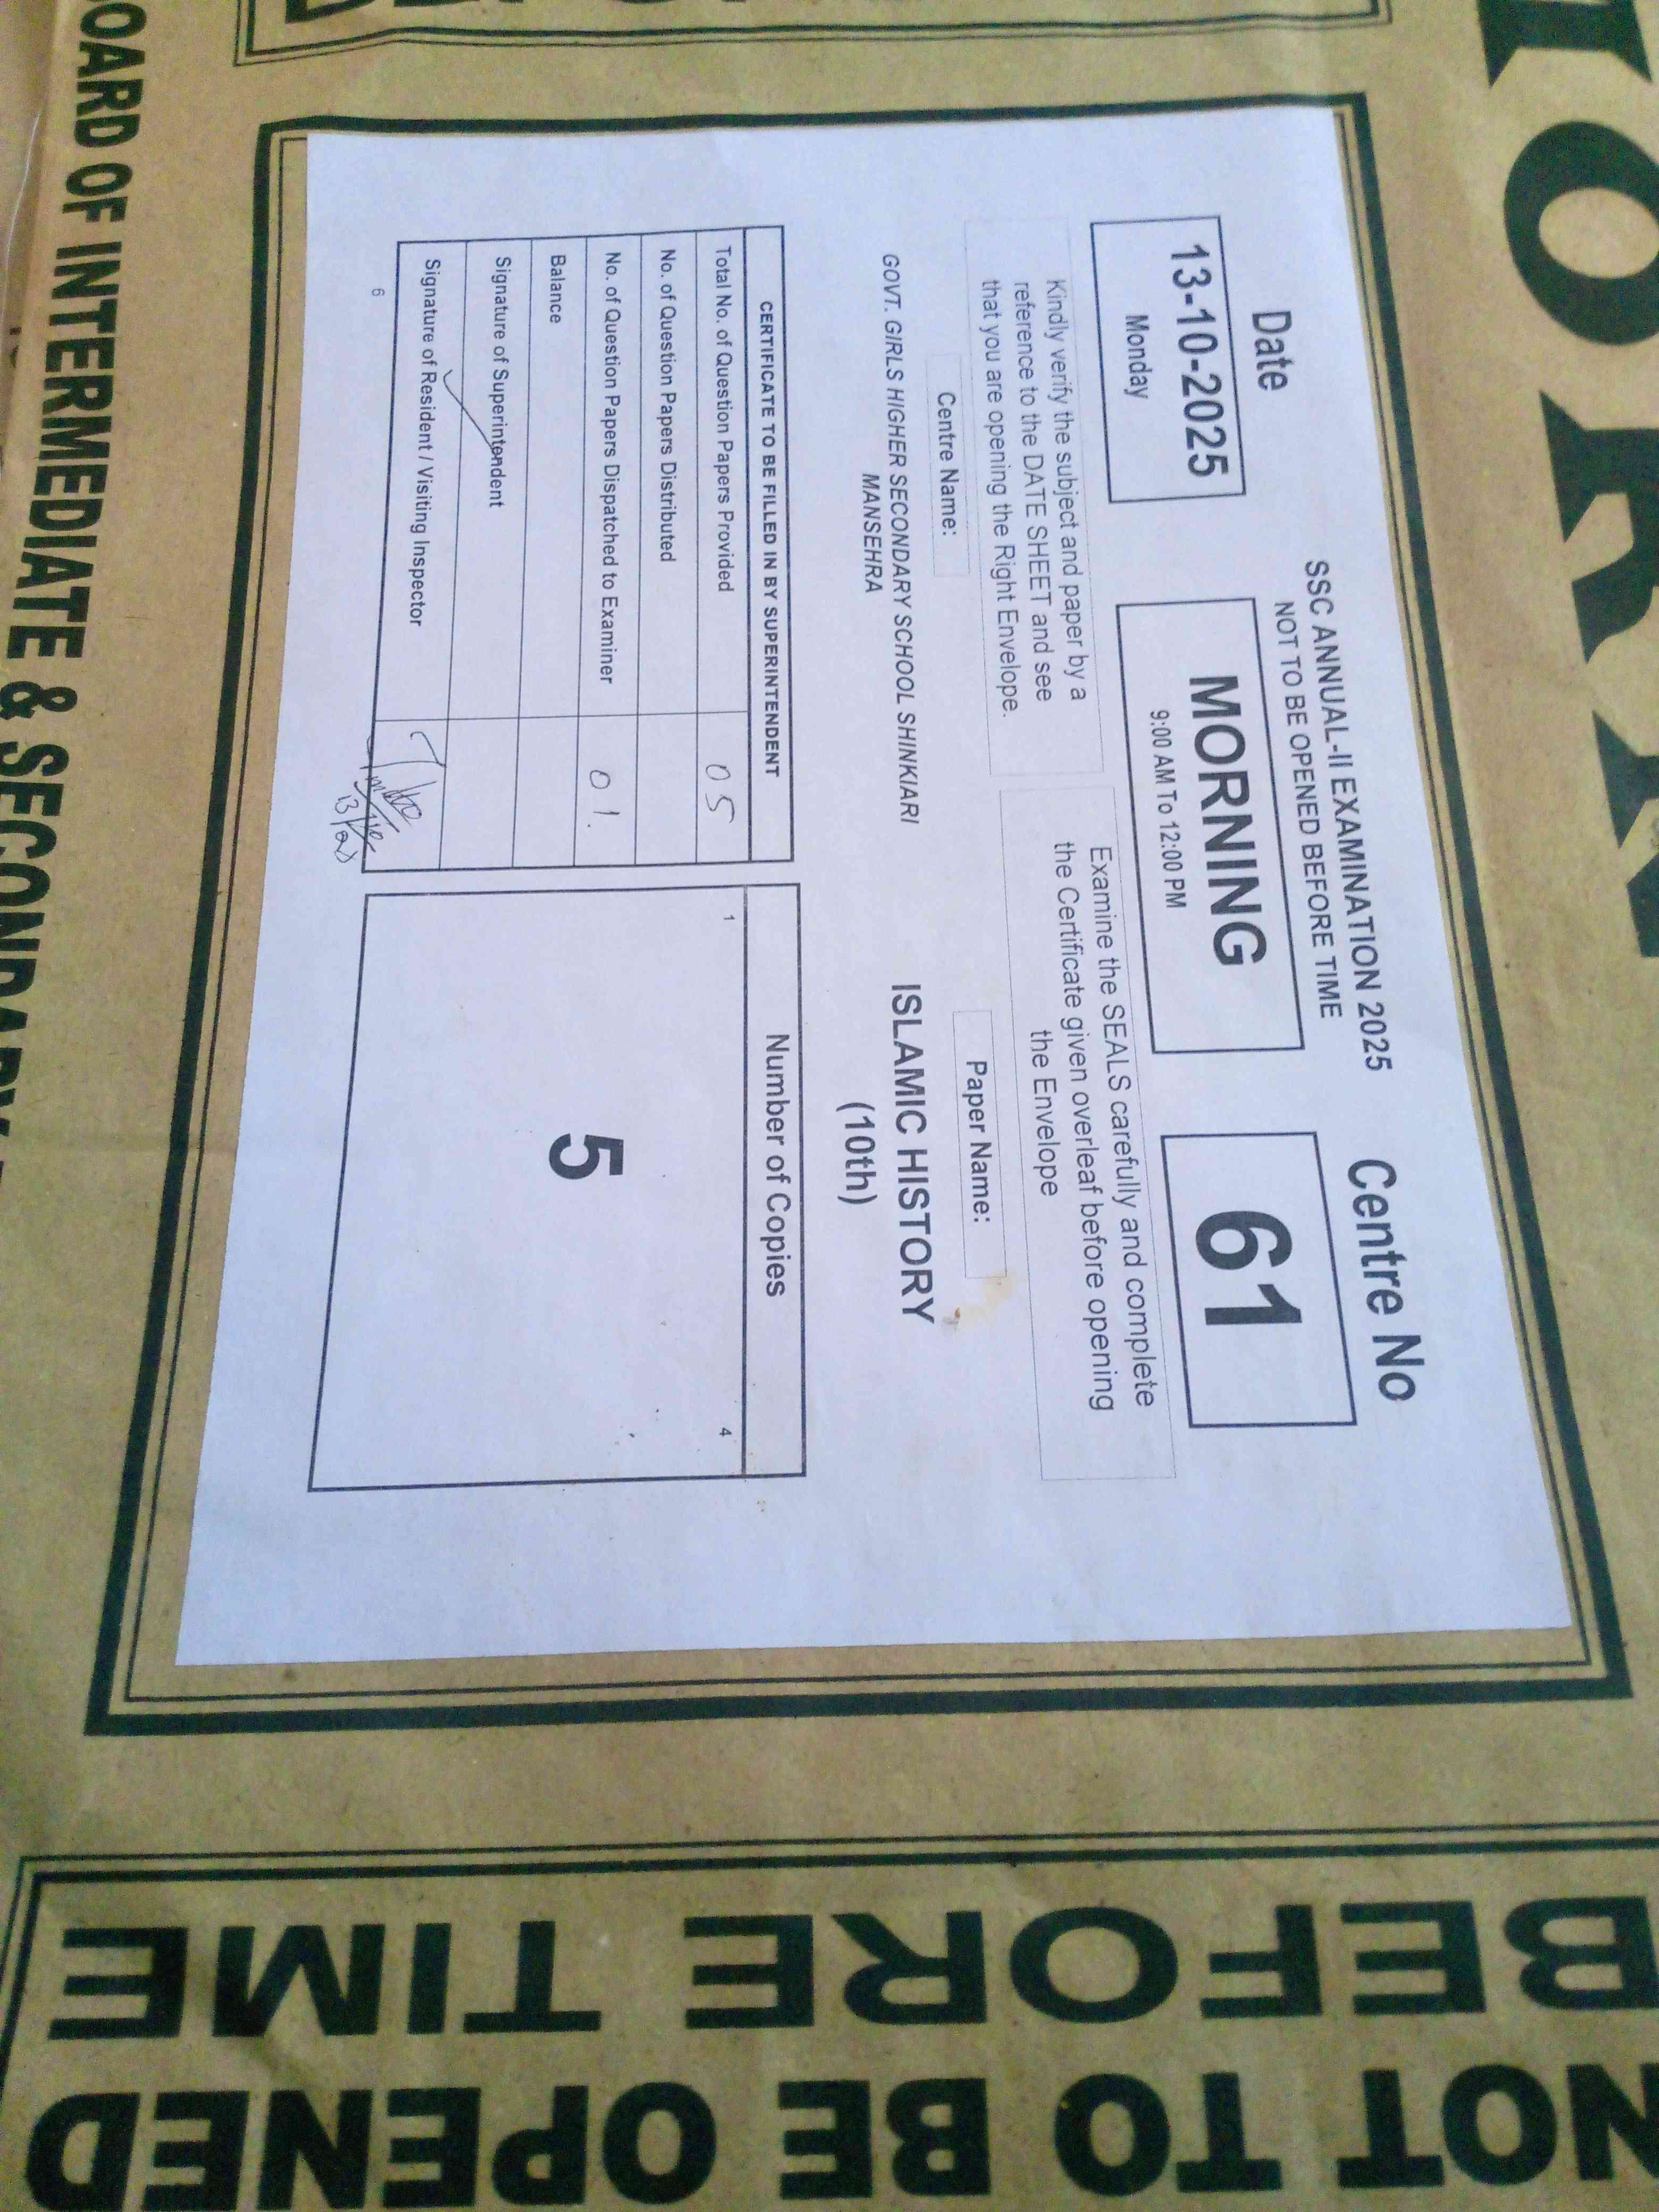 MORN
Date
SSC ANNUAL-II EXAMINATION 2025
NOT TO BE OPENED BEFORE TIME
Centre No
13-10-2025
Monday
MORNING
9:00 AM To 12:00 PM
61
Kindly verify the subject and paper by a
reference to the DATE SHEET and see
that you are opening the Right Envelope.
Examine the SEALS carefully and complete
the Certificate given overleaf before opening
the Envelope
Centre Name:
Paper Name:
GOVT. GIRLS HIGHER SECONDARY SCHOOL SHINKIARI
MANSEHRA
ISLAMIC HISTORY
(10th)
CERTIFICATE TO BE FILLED IN BY SUPERINTENDENT
Total No. of Question Papers Provided 05
No. of Question Papers Distributed
No. of Question Papers Dispatched to Examiner 01.
Balance
Signature of Superintendent
Signature of Resident / Visiting Inspector
6
Number of Copies
1 4
5
OARD OF INTERMEDIATE & SECONDARY
NOT TO BE OPENED
BEFORE TIME